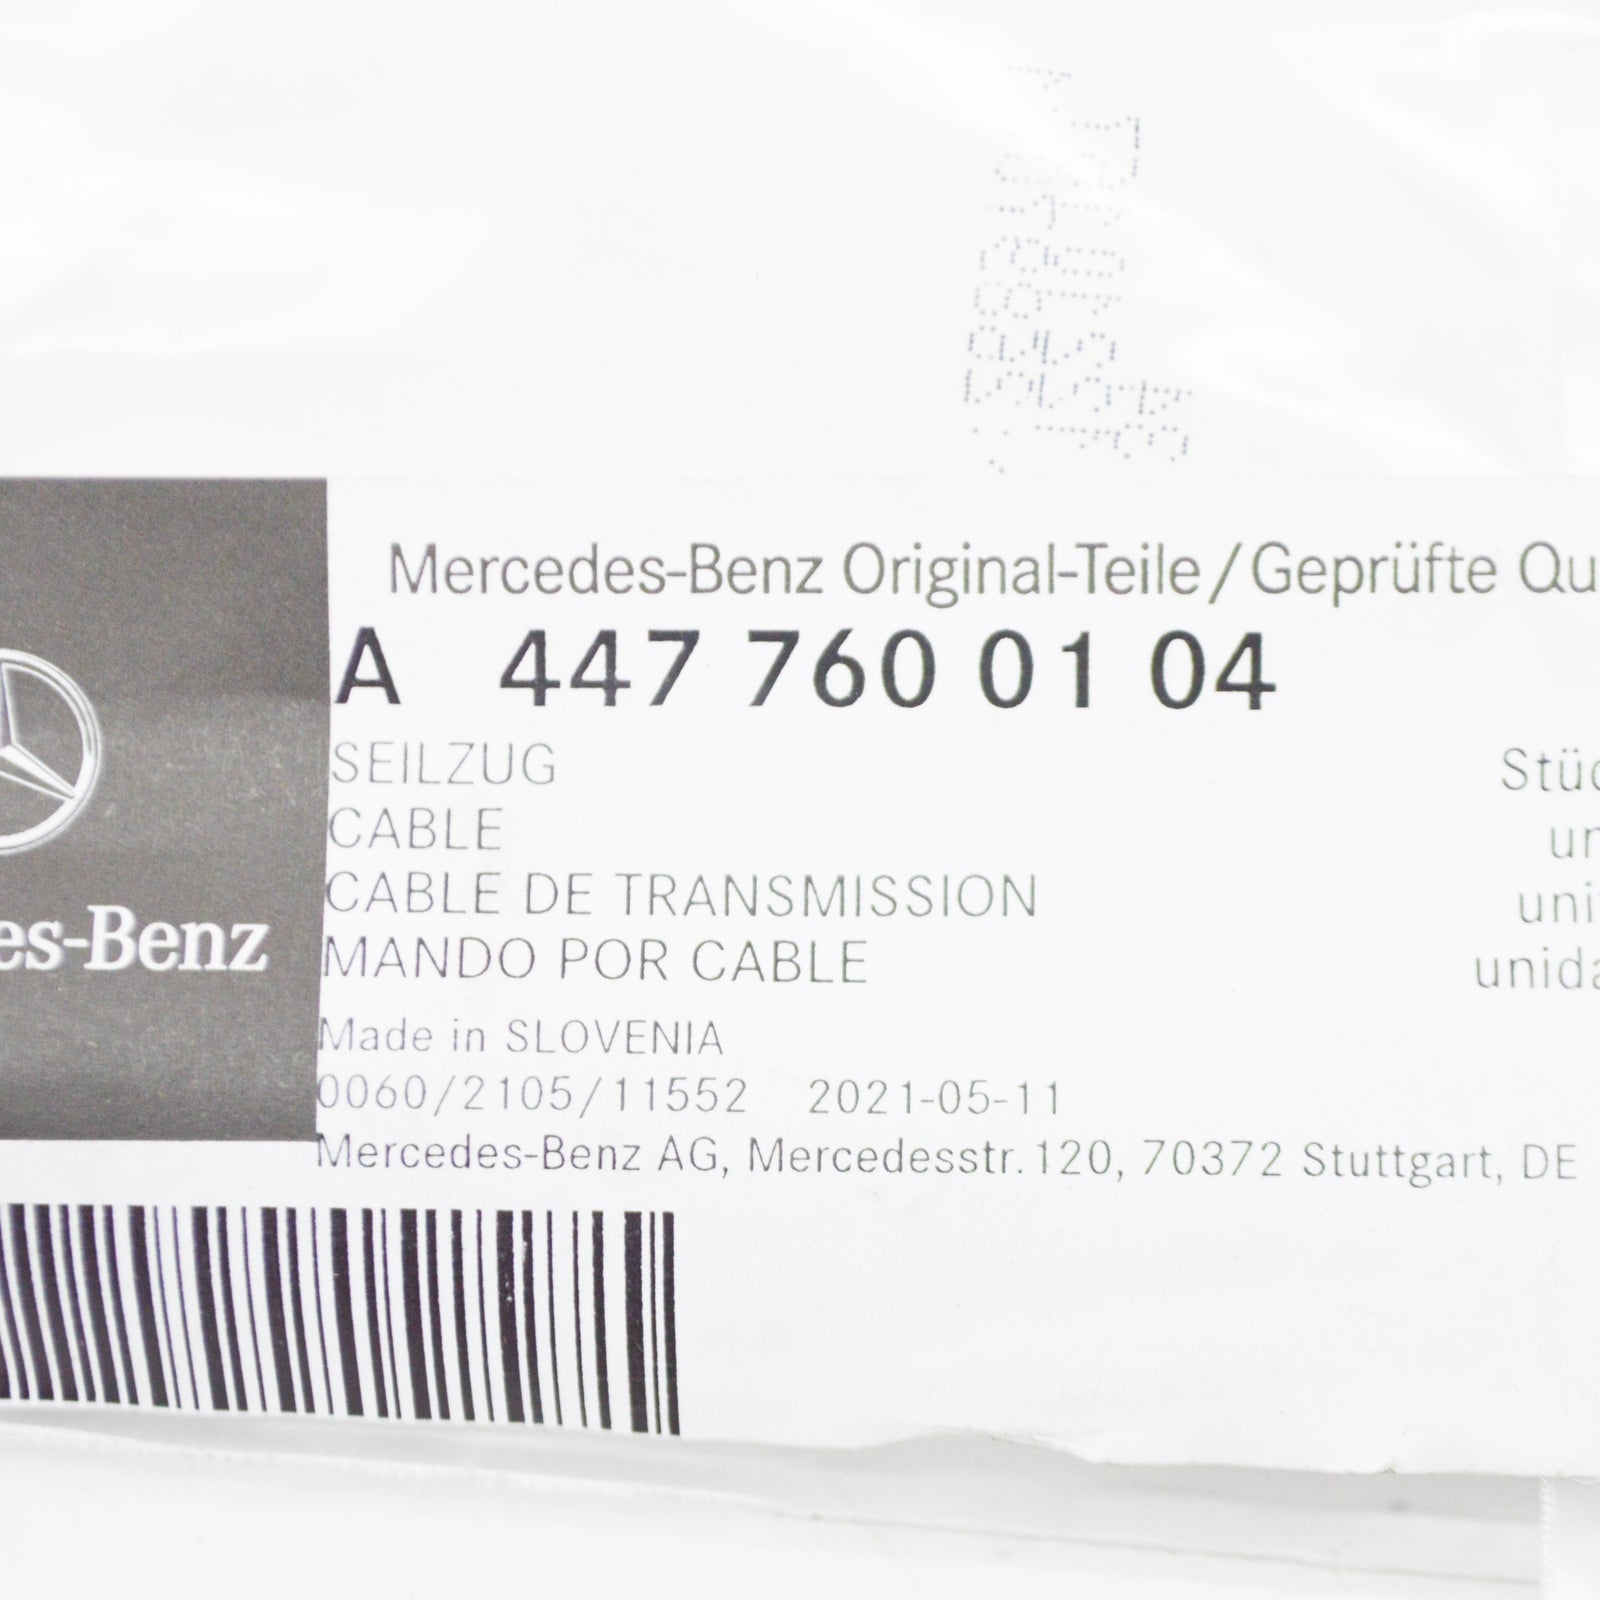 Mercedes-Benz Original-Teile/Geprüfte
A 447 760 01 04
SEILZUG
CABLE
CABLE DE TRANSMISSION
MANDO POR CABLE
Made in SLOVENIA
0060/2105/11552 2021-05-11
Mercedes-Benz AG, Mercedesstr. 120, 70372 Stuttgart, DE
es-Benz